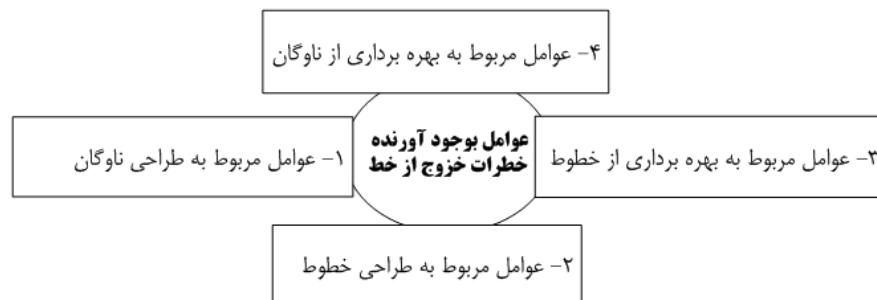 ۴- عوامل مربوط به بهره برداری از ناوگان
عوامل بوجود آورنده
خطرات خزوج از خط
۳- عوامل مربوط به بهره برداری از خطوط
۱- عوامل مربوط به طراحی ناوگان
۲- عوامل مربوط به طراحی خطوط